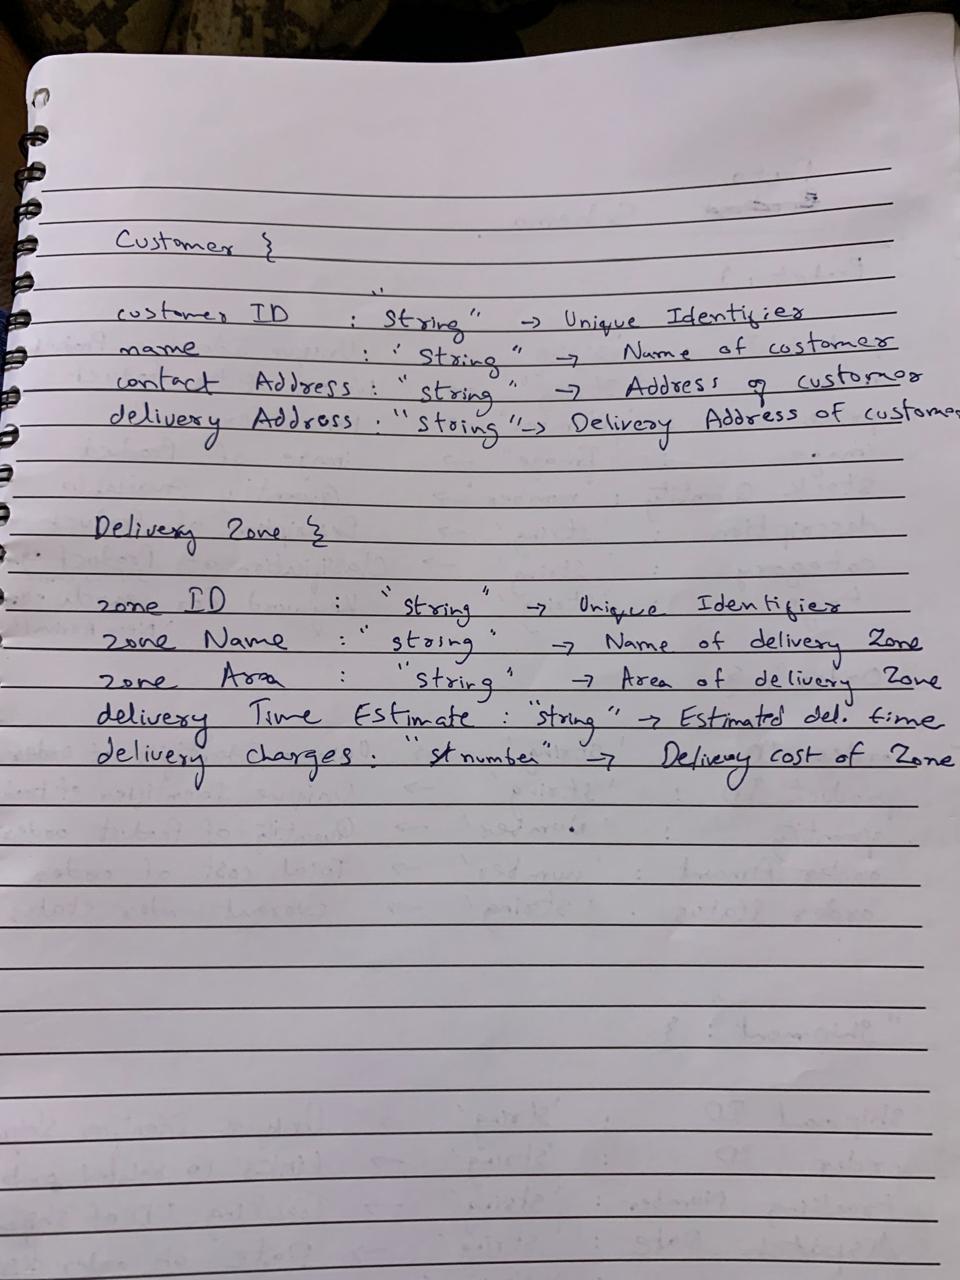 Customer {
customer ID : "String" → Unique Identifier
name : "String" → Name of costomer
contact Address : "string" → Address of customer
delivery Address : "string" → Delivery Address of custome
Delivery Zone {
zone ID : "string" → Unique Identifier
zone Name : "string" → Name of delivery Zone
zone Area : "string" → Area of delivery Zone
delivery Time Estimate : "string" → Estimated del. time
delivery charges : "st number" → Delivery cost of Zone